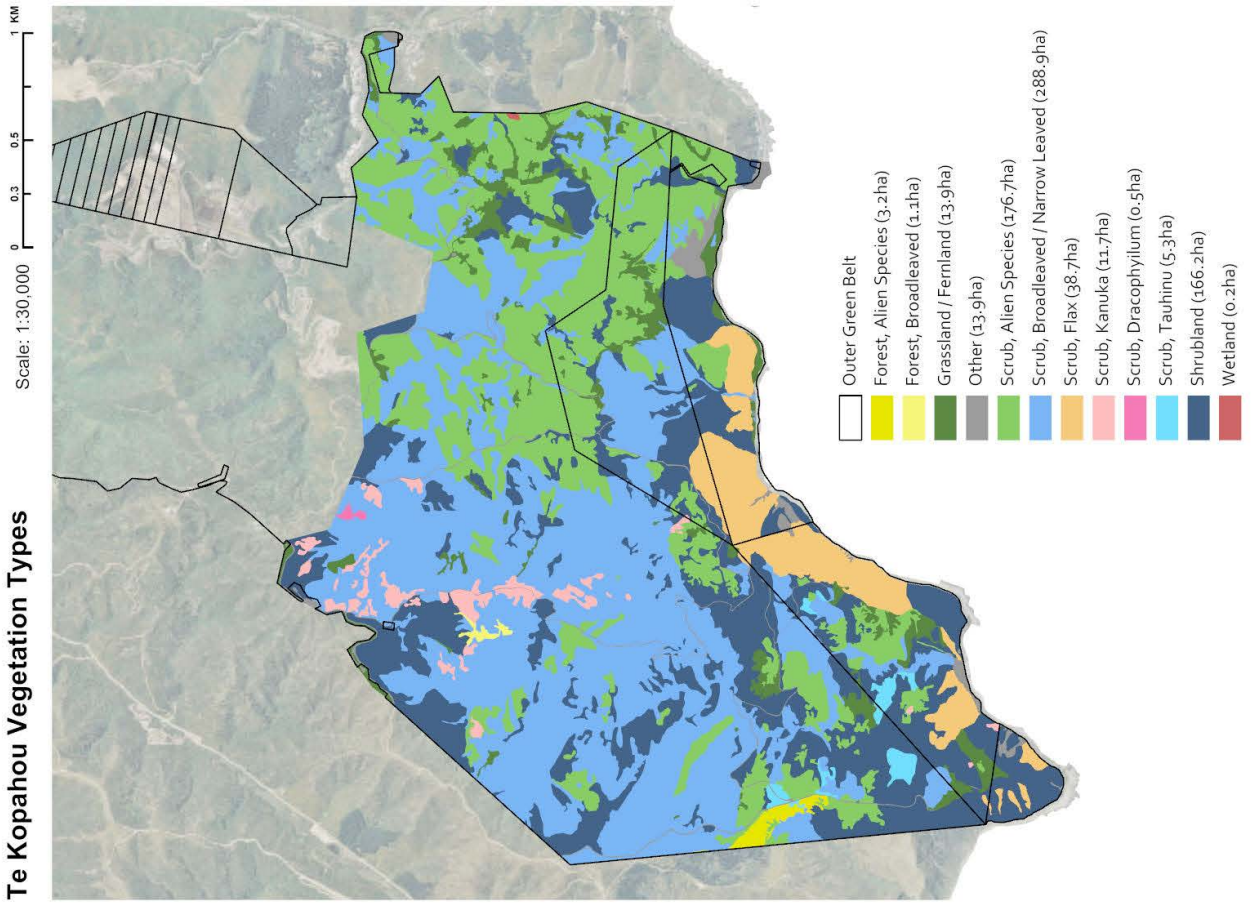 Te Kopahou Vegetation Types
Scale: 1:30,000
0 0.3 0.5 1 KM
Outer Green Belt
Forest, Alien Species (3.2ha)
Forest, Broadleaved (1.1ha)
Grassland / Fernland (13.9ha)
Other (13.9ha)
Scrub, Alien Species (176.7ha)
Scrub, Broadleaved / Narrow Leaved (288.9ha)
Scrub, Flax (38.7ha)
Scrub, Kanuka (11.7ha)
Scrub, Dracophyilum (0.5ha)
Scrub, Tauhinu (5.3ha)
Shrubland (166.2ha)
Wetland (0.2ha)